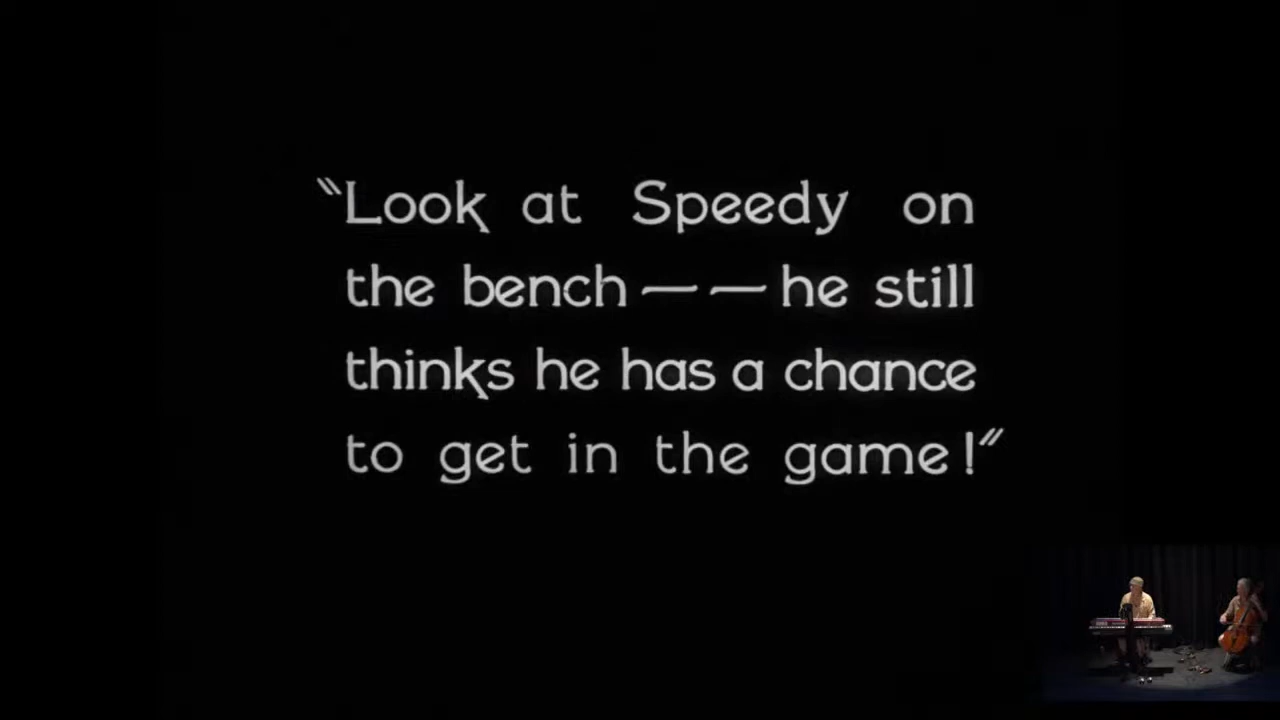 "Look at Speedy on
the bench — — he still
thinks he has a chance
to get in the game!"